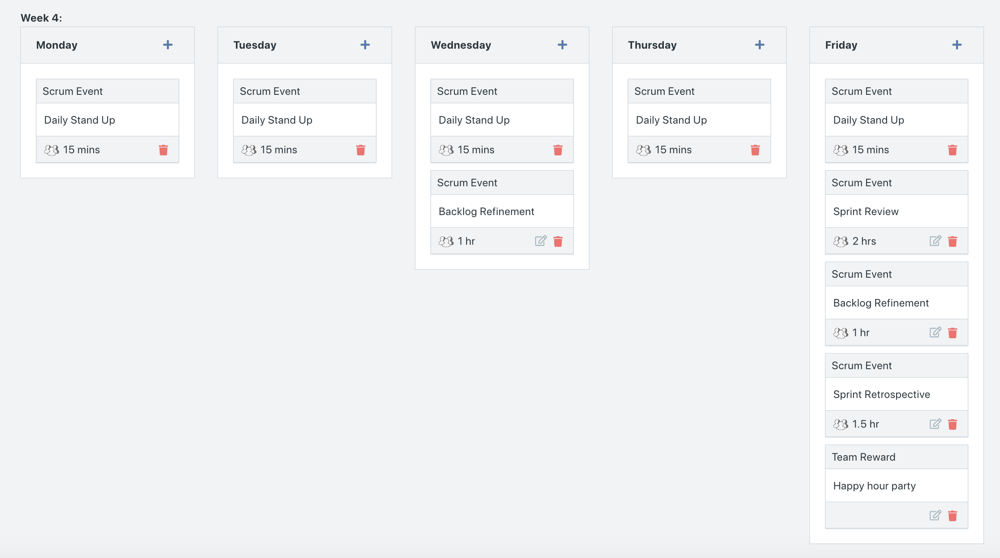 Week 4:
Monday
Scrum Event
Daily Stand Up
15 mins
Tuesday
Scrum Event
Daily Stand Up
15 mins
Wednesday
Scrum Event
Daily Stand Up
15 mins
Scrum Event
Backlog Refinement
1 hr
Thursday
Scrum Event
Daily Stand Up
15 mins
Friday
Scrum Event
Daily Stand Up
15 mins
Scrum Event
Sprint Review
2 hrs
Scrum Event
Backlog Refinement
1 hr
Scrum Event
Sprint Retrospective
1.5 hr
Team Reward
Happy hour party